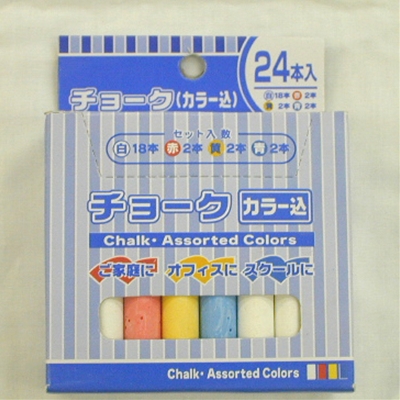 24本入
チョーク(カラー込)
白18本 赤2本
黄2本 青2本
セット入数
白18本 赤2本 黄2本 青2本
チョーク カラー込
Chalk・Assorted Colors
ご家庭に オフィスに スクールに
Chalk・Assorted Colors